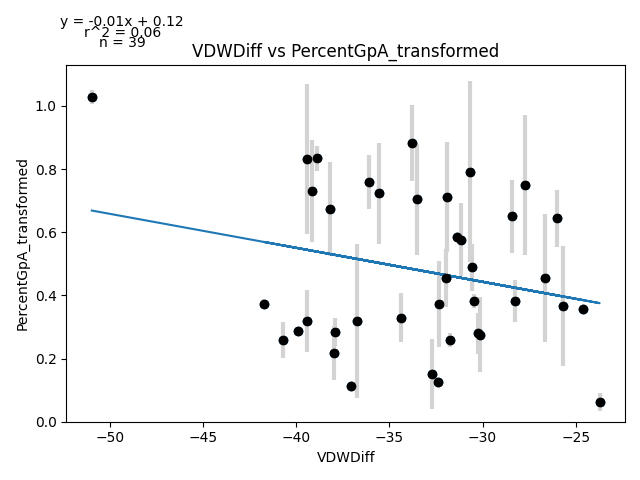 y = -0.01x + 0.12
r^2 = 0.06
n = 39
VDWDiff vs PercentGpA_transformed
PercentGpA_transformed
1.0
0.8
0.6
0.4
0.2
0.0
−50
−45
−40
−35
−30
−25
VDWDiff